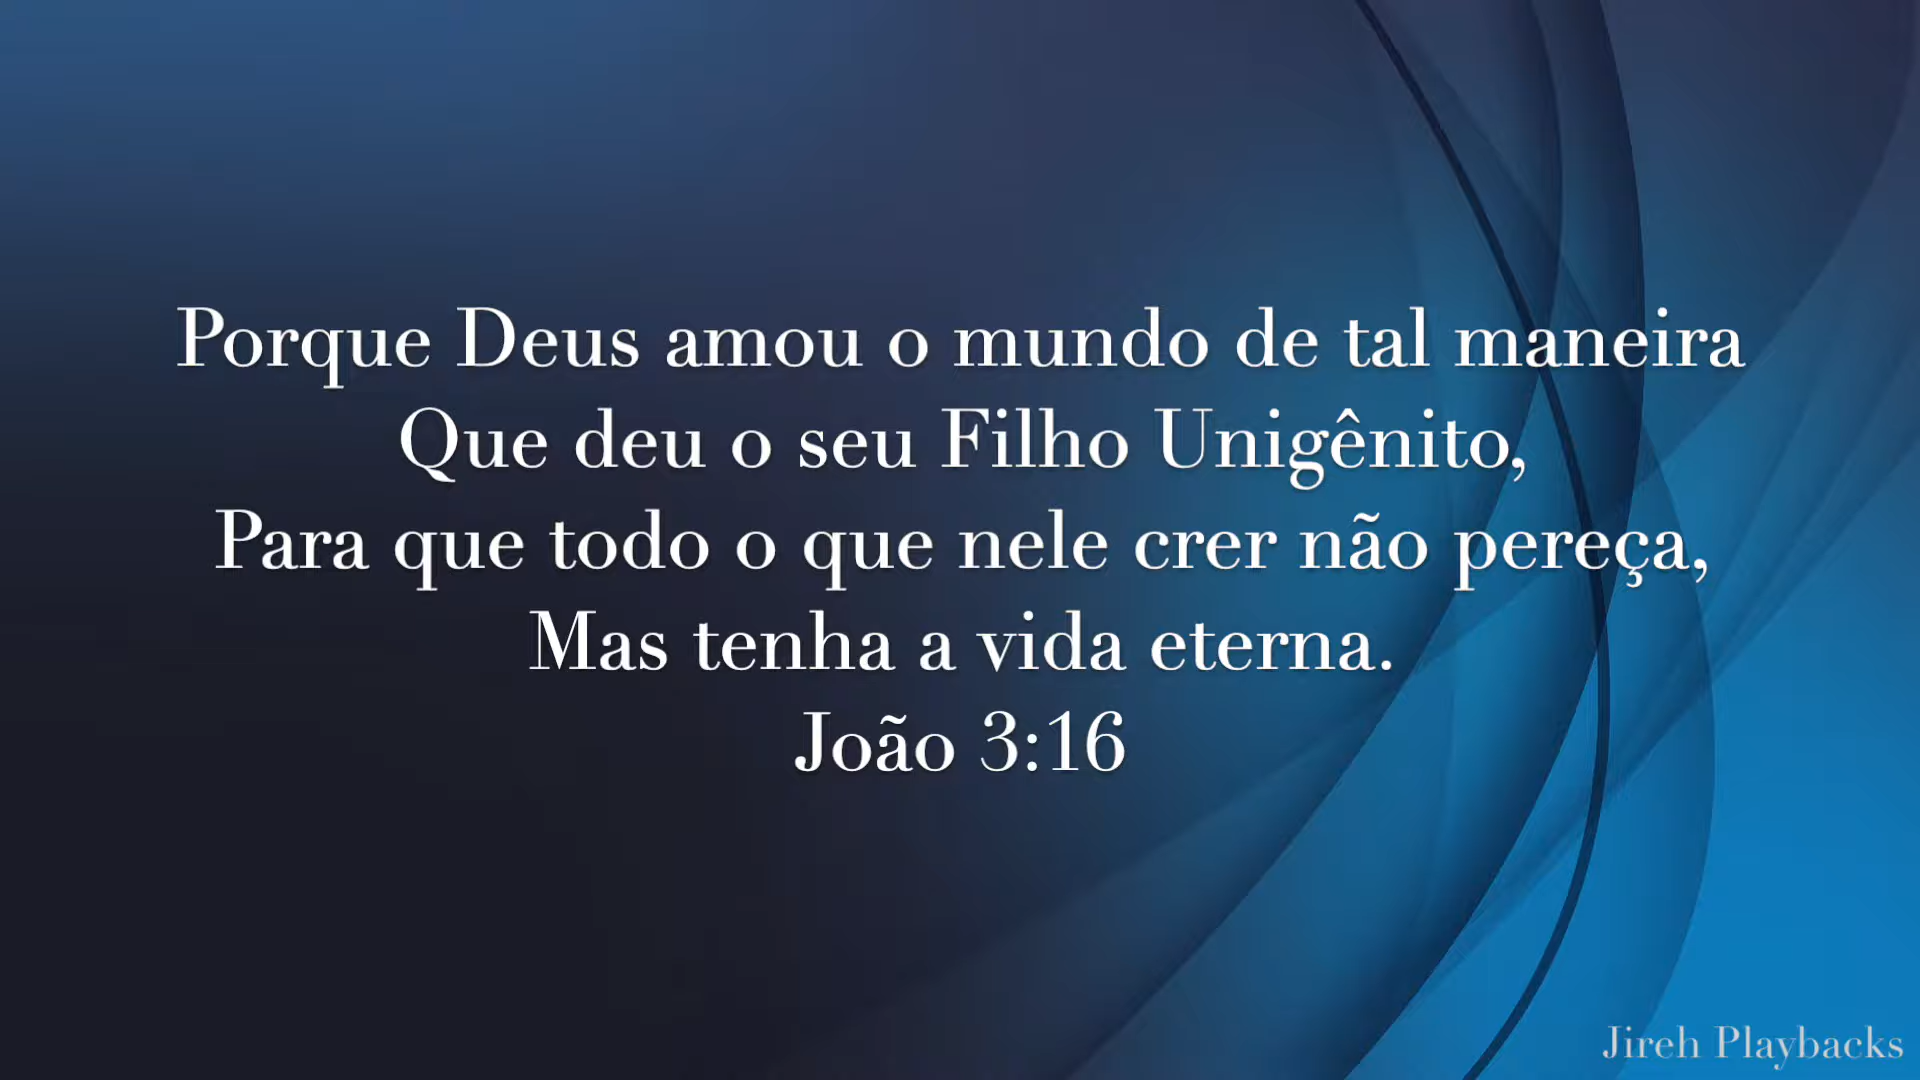 Porque Deus amou o mundo de tal maneira
Que deu o seu Filho Unigênito,
Para que todo o que nele crer não pereça,
Mas tenha a vida eterna.
João 3:16
Jireh Playbacks